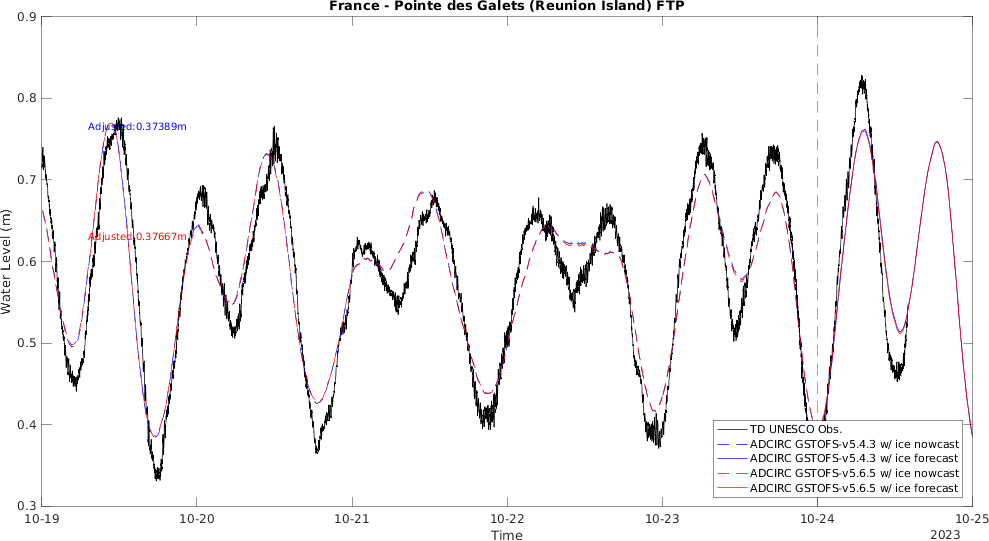 France - Pointe des Galets (Reunion Island) FTP
0.9
0.8
0.7
0.6
0.5
0.4
0.3
Water Level (m)
Adjusted:0.37389m
Adjusted:0.37667m
TD UNESCO Obs.
ADCIRC GSTOFS-v5.4.3 w/ ice nowcast
ADCIRC GSTOFS-v5.4.3 w/ ice forecast
ADCIRC GSTOFS-v5.6.5 w/ ice nowcast
ADCIRC GSTOFS-v5.6.5 w/ ice forecast
10-19 10-20 10-21 10-22 10-23 10-24 10-25
Time
2023